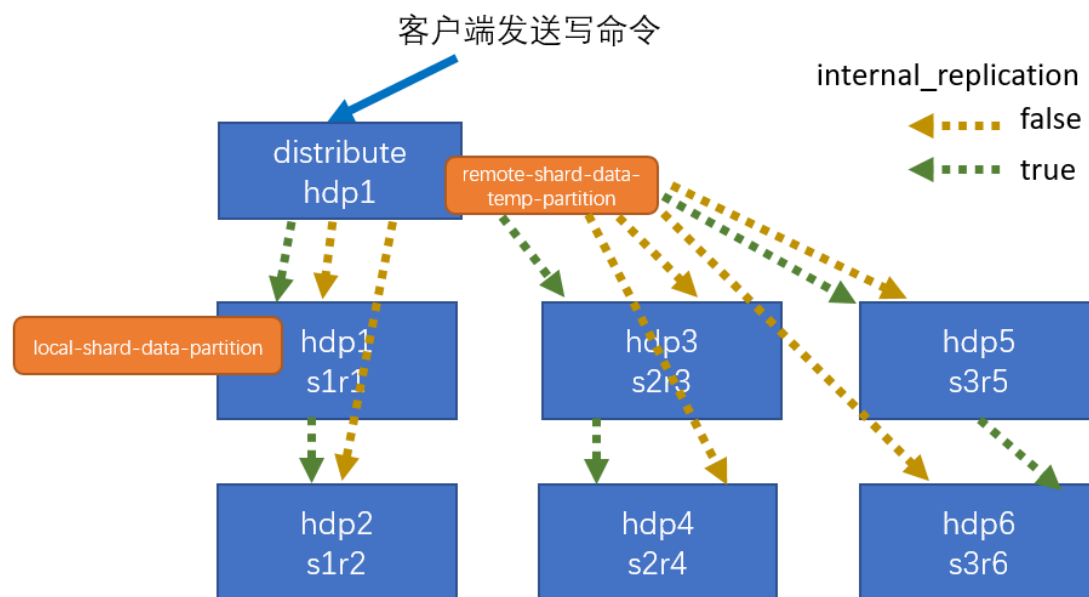 客户端发送写命令
internal_replication
false
true
distribute
hdp1
remote-shard-data-
temp-partition
local-shard-data-partition
hdp1
s1r1
hdp3
s2r3
hdp5
s3r5
hdp2
s1r2
hdp4
s2r4
hdp6
s3r6